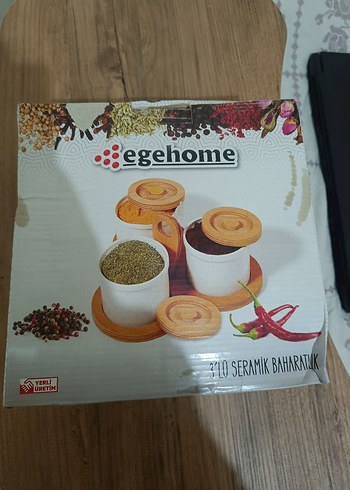 egehome
3'LÜ SERAMİK BAHARATLIK
YERLİ
ÜRETİM